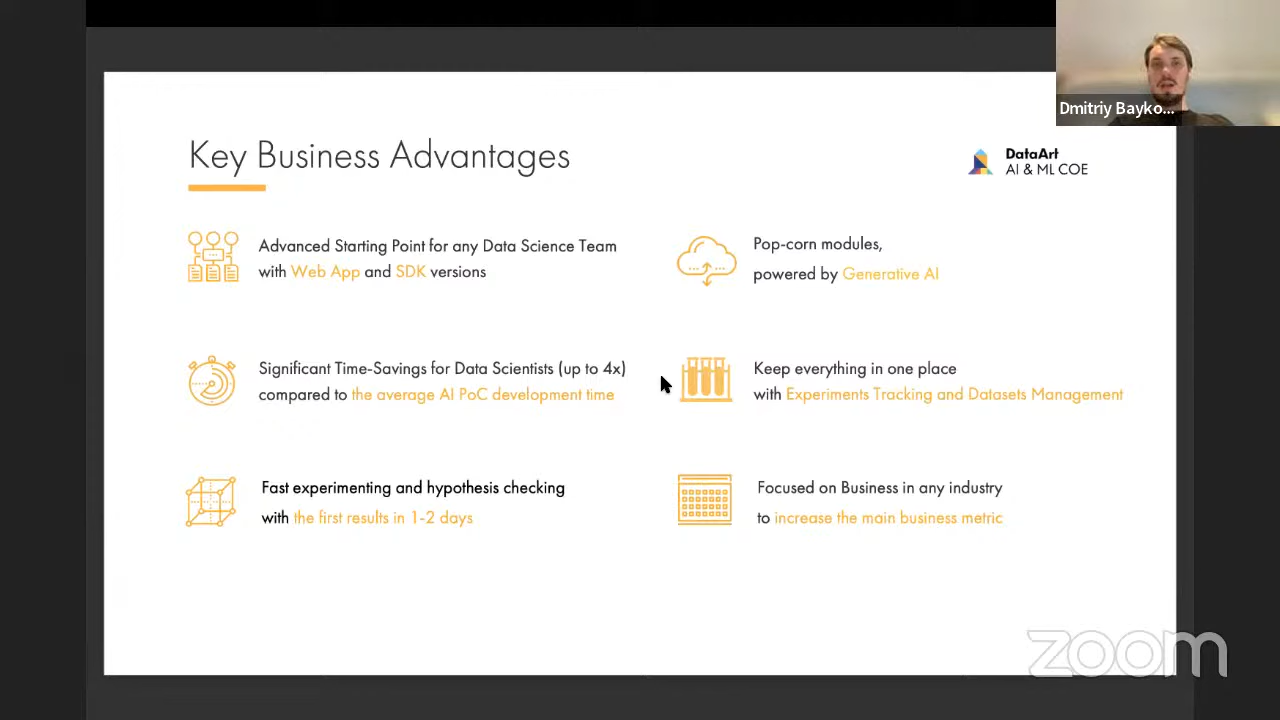 Dmitriy Bayko...
Key Business Advantages
DataArt
AI & ML COE
Advanced Starting Point for any Data Science Team
with Web App and SDK versions
Pop-corn modules,
powered by Generative AI
Significant Time-Savings for Data Scientists (up to 4x)
compared to the average AI PoC development time
Keep everything in one place
with Experiments Tracking and Datasets Management
Fast experimenting and hypothesis checking
with the first results in 1-2 days
Focused on Business in any industry
to increase the main business metric
zoom